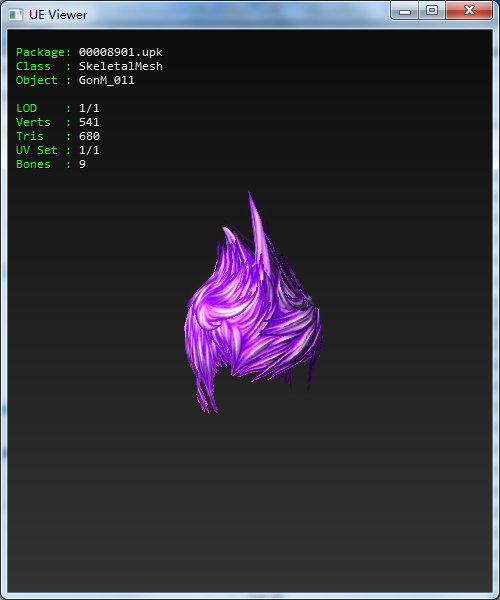 UE Viewer
Package: 00008901.upk
Class : SkeletalMesh
Object : GonM_011
LOD : 1/1
Verts : 541
Tris : 680
UV Set : 1/1
Bones : 9